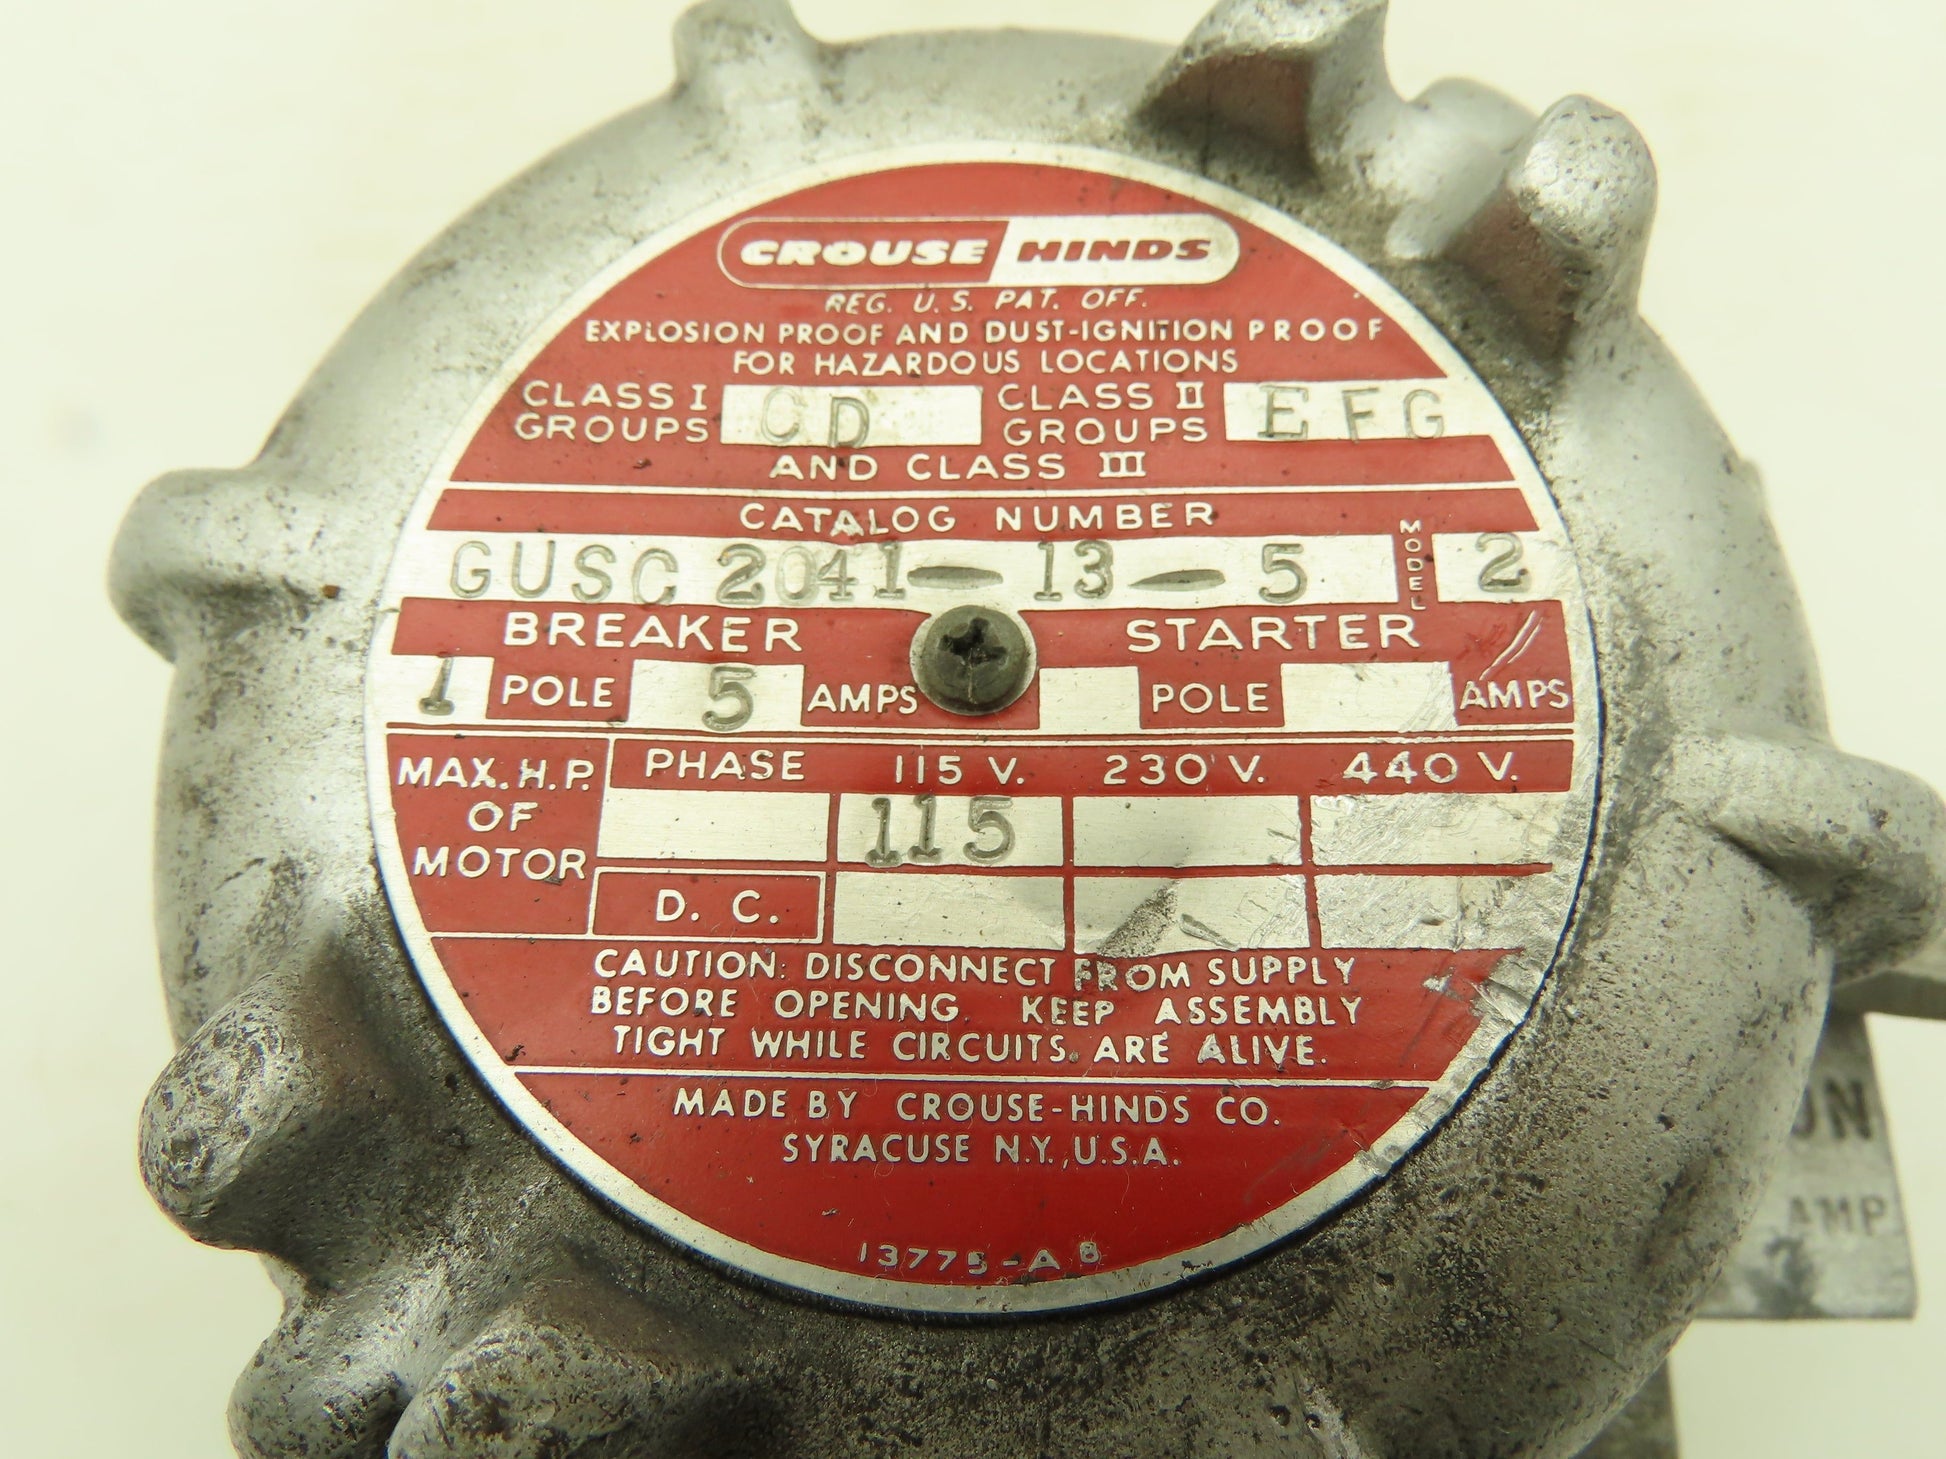 CROUSE HINDS
REG. U.S. PAT. OFF.
EXPLOSION PROOF AND DUST-IGNITION PROOF
FOR HAZARDOUS LOCATIONS
CLASS I GROUPS CD CLASS II GROUPS EFG
AND CLASS III
CATALOG NUMBER
GUSC 2041-13-5 MODEL 2
BREAKER STARTER
1 POLE 5 AMPS POLE AMPS
MAX. H.P. OF MOTOR
PHASE 115 V. 230 V. 440 V.
115
D. C.
CAUTION: DISCONNECT FROM SUPPLY
BEFORE OPENING KEEP ASSEMBLY
TIGHT WHILE CIRCUITS ARE ALIVE.
MADE BY CROUSE-HINDS CO.
SYRACUSE N.Y., U.S.A.
13775-A B
AMP